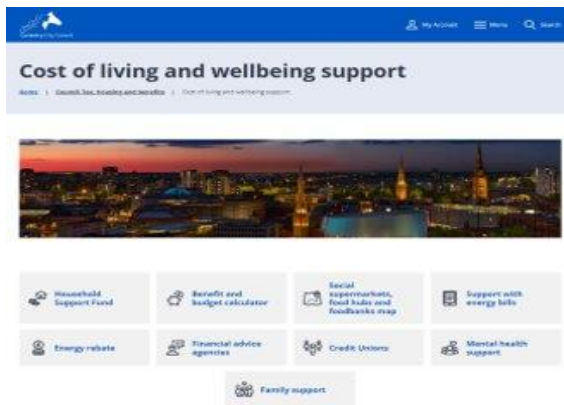 Coventry City Council
My Account
Menu
Search
Cost of living and wellbeing support
Home | Council Tax, housing and benefits | Cost of living and wellbeing support
Household
Support Fund
Benefit and
budget calculator
Social
supermarkets,
food hubs and
foodbanks map
Support with
energy bills
Energy rebate
Financial advice
agencies
Credit Unions
Mental health
support
Family support